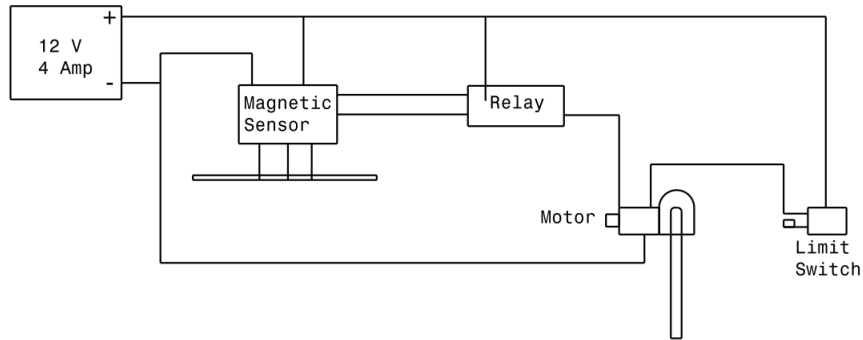 +
12 V
4 Amp
-
Magnetic
Sensor
Relay
Motor
Limit
Switch